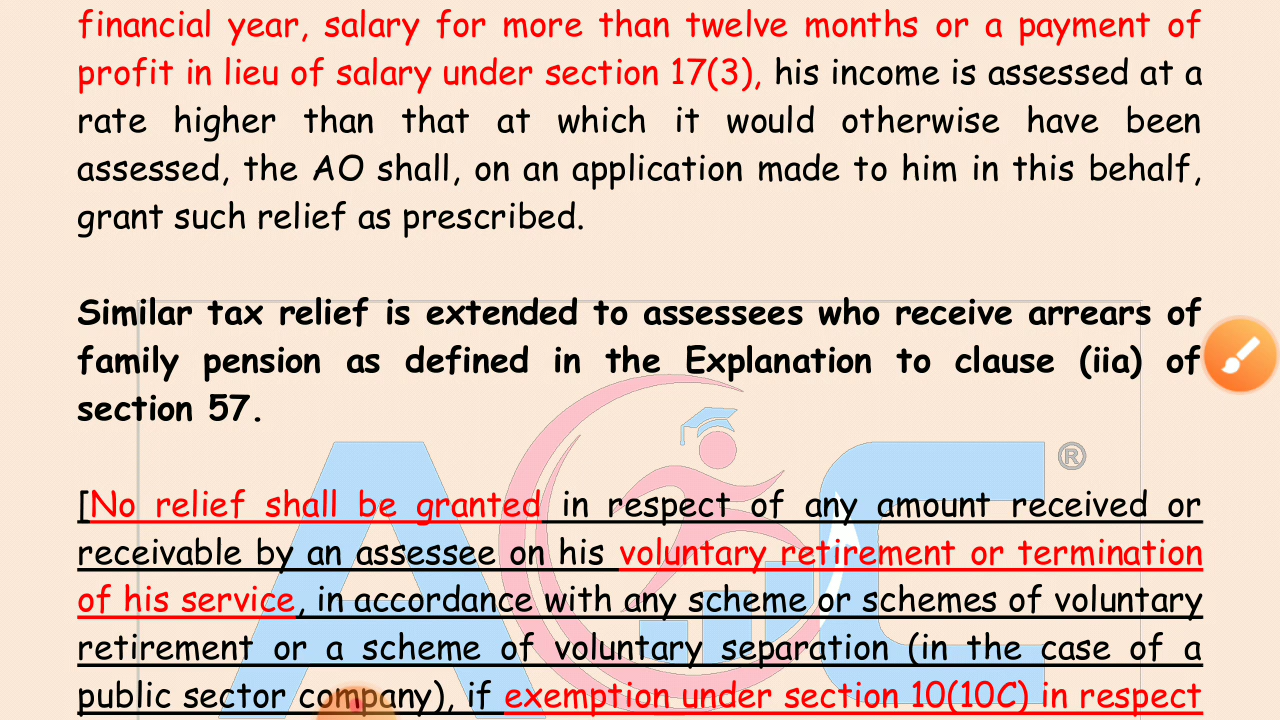 financial year, salary for more than twelve months or a payment of
profit in lieu of salary under section 17(3), his income is assessed at a
rate higher than that at which it would otherwise have been
assessed, the AO shall, on an application made to him in this behalf,
grant such relief as prescribed.
Similar tax relief is extended to assessees who receive arrears of
family pension as defined in the Explanation to clause (iia) of
section 57.
[No relief shall be granted in respect of any amount received or
receivable by an assessee on his voluntary retirement or termination
of his service, in accordance with any scheme or schemes of voluntary
retirement or a scheme of voluntary separation (in the case of a
public sector company), if exemption under section 10(10C) in respect
A C ®